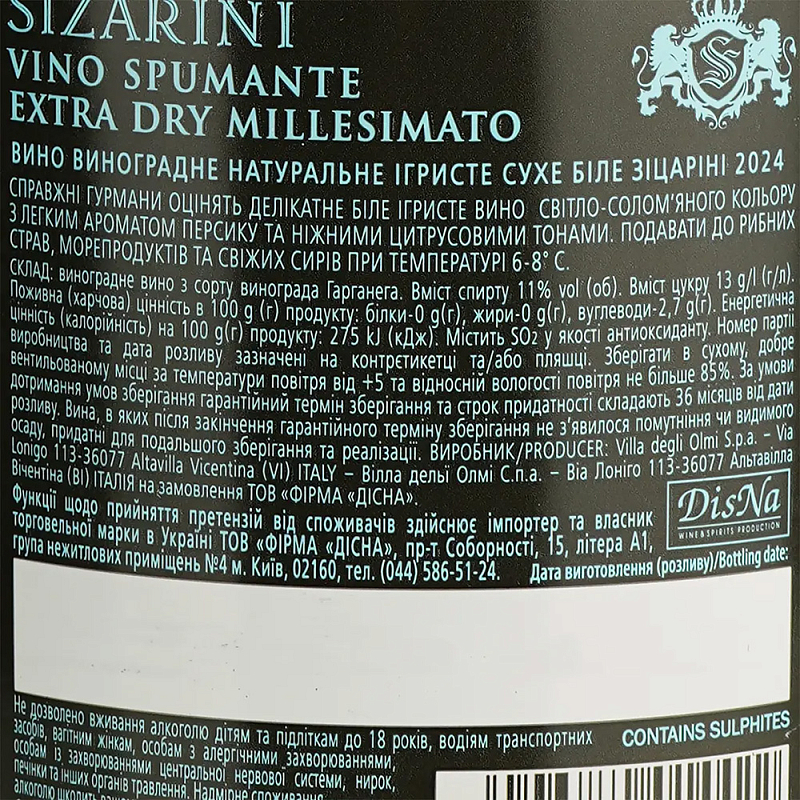 SIZARINI
VINO SPUMANTE
EXTRA DRY MILLESIMATO
S
ВИНО ВИНОГРАДНЕ НАТУРАЛЬНЕ ІГРИСТЕ СУХЕ БІЛЕ ЗІЦАРІНІ 2024
СПРАВЖНІ ГУРМАНИ ОЦІНЯТЬ ДЕЛІКАТНЕ БІЛЕ ІГРИСТЕ ВИНО СВІТЛО-СОЛОМ'ЯНОГО КОЛЬОРУ
З ЛЕГКИМ АРОМАТОМ ПЕРСИКУ ТА НІЖНИМИ ЦИТРУСОВИМИ ТОНАМИ. ПОДАВАТИ ДО РИБНИХ
СТРАВ, МОРЕПРОДУКТІВ ТА СВІЖИХ СИРІВ ПРИ ТЕМПЕРАТУРІ 6-8° С.
СКЛАД: виноградне вино з сорту винограда Гарганега. Вміст спирту 11% vol (об). Вміст цукру 13 g/l (г/л).
Поживна (харчова) цінність в 100 g (г) продукту: білки-0 g(г), жири-0 g(г), вуглеводи-2,7 g(г). Енергетична
цінність (калорійність) на 100 g(г) продукту: 275 kJ (кДж). Містить SO₂ у якості антиоксиданту. Номер партії
виробництва та дата розливу зазначені на контретикетці та/або пляшці. Зберігати в сухому, добре
вентильованому місці за температури повітря від +5 та відносній вологості повітря не більше 85%. За умови
дотримання умов зберігання гарантійний термін зберігання та строк придатності складають 36 місяців від дати
розливу. Вина, в яких після закінчення гарантійного терміну зберігання не з'явилося помутніння чи видимого
осаду, придатні для подальшого зберігання та реалізації. ВИРОБНИК/PRODUCER: Villa degli Olmi S.p.a. – Via
Lonigo 113-36077 Altavilla Vicentina (VI) ITALY – Вілла дельї Олмі С.п.а. – Віа Лоніго 113-36077 Альтавілла
Вічентіна (ВІ) ІТАЛІЯ на замовлення ТОВ «ФІРМА «ДІСНА».
Функції щодо прийняття претензій від споживачів здійснює імпортер та власник
торговельної марки в Україні ТОВ «ФІРМА «ДІСНА», пр-т Соборності, 15, літера А1,
група нежитлових приміщень №4 м. Київ, 02160, тел. (044) 586-51-24.
DisNa
WINE & SPIRITS PRODUCTION
Дата виготовлення (розливу)/Bottling date:
Не дозволено вживання алкоголю дітям та підліткам до 18 років, водіям транспортних
засобів, вагітним жінкам, особам з алергічними захворюваннями,
особам із захворюваннями центральної нервової системи, нирок,
печінки та інших органів травлення. Надмірне споживання
алкоголю шкодить
CONTAINS SULPHITES